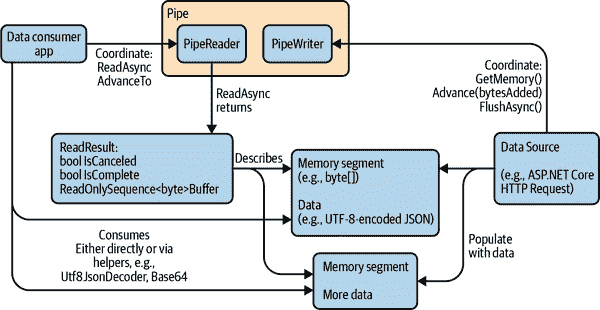 Pipe
Data consumer
app
PipeReader
PipeWriter
Coordinate:
ReadAsync
AdvanceTo
Coordinate:
GetMemory()
Advance(bytesAdded)
FlushAsync()
ReadAsync
returns
ReadResult:
bool IsCanceled
bool IsComplete
ReadOnlySequence<byte>Buffer
Describes
Memory segment
(e.g., byte[])
Data
(e.g., UTF-8-encoded JSON)
Data Source
(e.g., ASP.NET Core
HTTP Request)
Consumes
Either directly or via
helpers, e.g.,
Utf8JsonDecoder, Base64
Populate
with data
Memory segment
More data